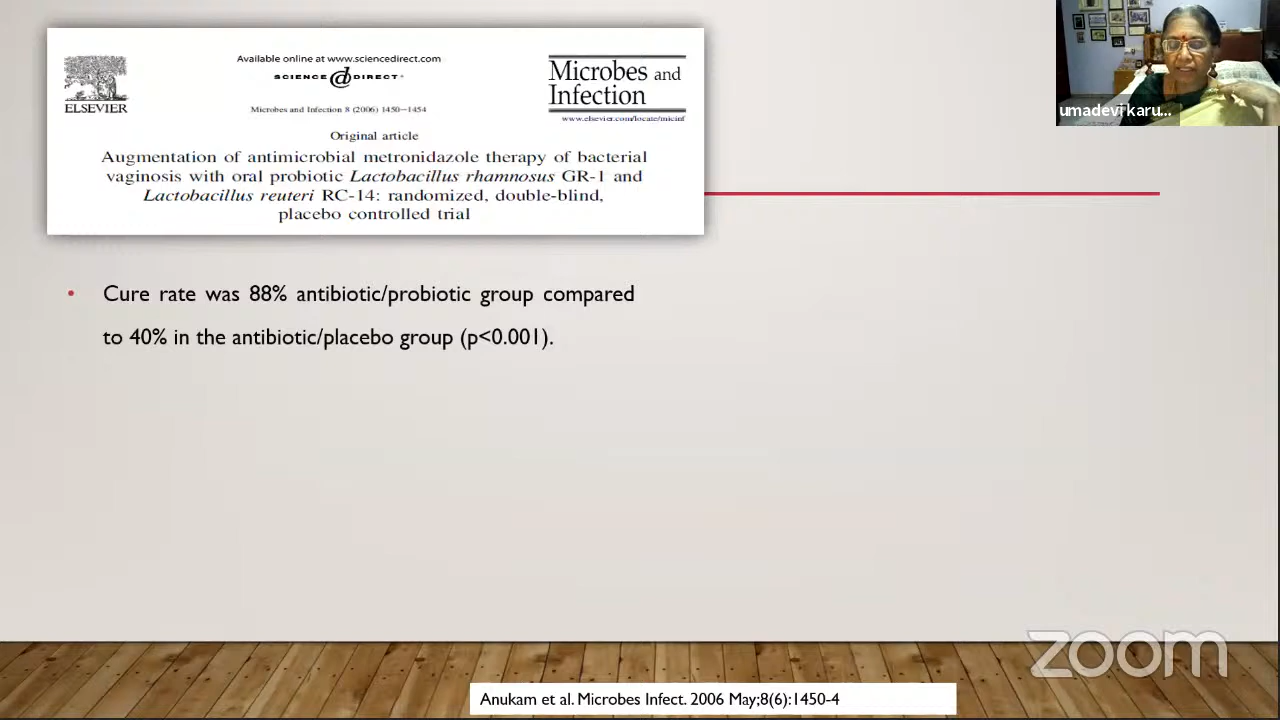 ELSEVIER
Available online at www.sciencedirect.com
SCIENCE @ DIRECT®
Microbes and Infection 8 (2006) 1450–1454
Microbes and
Infection
www.elsevier.com/locate/micinf
Original article
Augmentation of antimicrobial metronidazole therapy of bacterial
vaginosis with oral probiotic Lactobacillus rhamnosus GR-1 and
Lactobacillus reuteri RC-14: randomized, double-blind,
placebo controlled trial
umadevi karu...
• Cure rate was 88% antibiotic/probiotic group compared
to 40% in the antibiotic/placebo group (p<0.001).
zoom
Anukam et al. Microbes Infect. 2006 May;8(6):1450-4